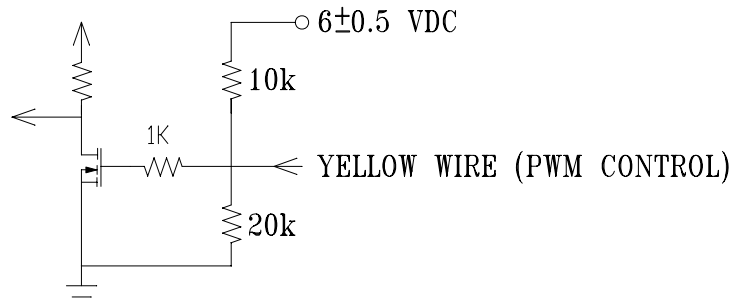 6±0.5 VDC
10k
1K
YELLOW WIRE (PWM CONTROL)
20k